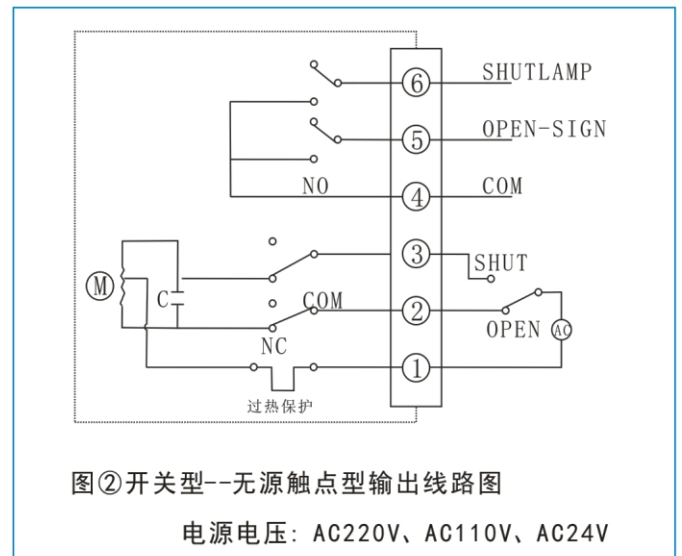 ⑥ SHUTLAMP
⑤ OPEN-SIGN
NO ④ COM
③ SHUT
M C COM ② OPEN AC
NC
①
过热保护
图②开关型--无源触点型输出线路图
电源电压: AC220V、AC110V、AC24V